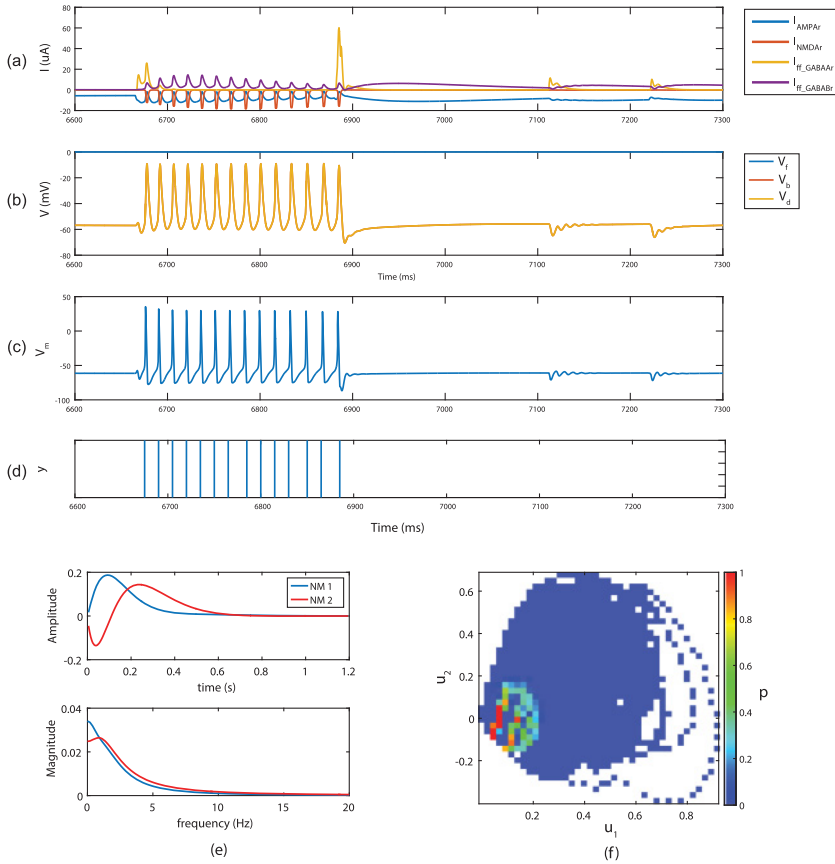 (a)
I (uA)
80
60
40
20
0
-20
6600 6700 6800 6900 7000 7100 7200 7300
I_AMPAr
I_NMDAr
I_ff_GABAAr
I_ff_GABABr
(b)
V (mV)
0
-20
-40
-60
-80
6600 6700 6800 6900 7000 7100 7200 7300
Time (ms)
V_f
V_b
V_d
(c)
V_m
50
0
-50
-100
6600 6700 6800 6900 7000 7100 7200 7300
(d)
y
6600 6700 6800 6900 7000 7100 7200 7300
Time (ms)
Amplitude
0.2
0
-0.2
0 0.2 0.4 0.6 0.8 1 1.2
time (s)
NM 1
NM 2
Magnitude
0.04
0.02
0
0 5 10 15 20
frequency (Hz)
(e)
u_2
0.6
0.4
0.2
0
-0.2
0.2 0.4 0.6 0.8
u_1
1
0.8
0.6
0.4
0.2
0
p
(f)